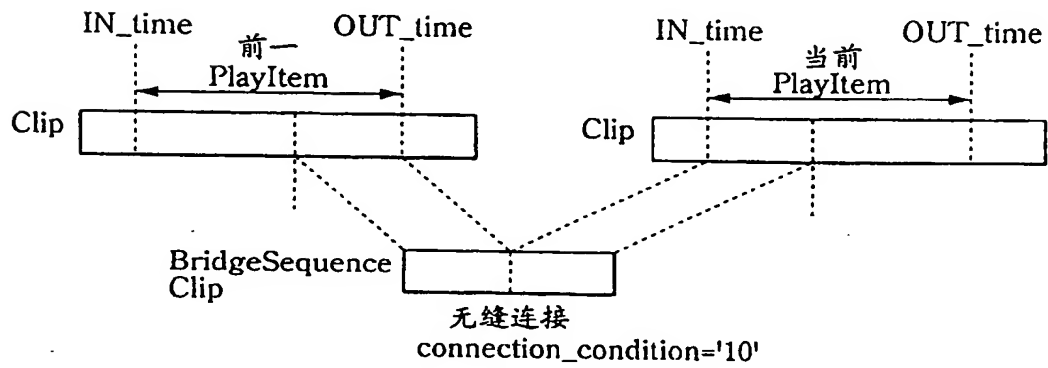 IN_time
前一
PlayItem
OUT_time
IN_time
当前
PlayItem
OUT_time
Clip
Clip
BridgeSequence
Clip
无缝连接
connection_condition='10'